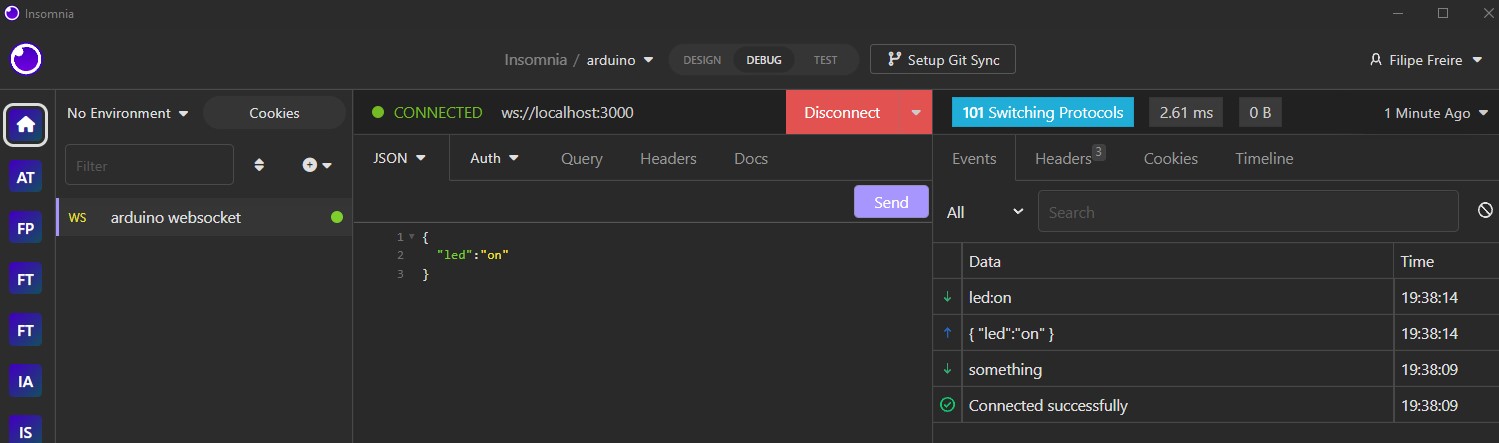 Insomnia
Insomnia / arduino DESIGN DEBUG TEST Setup Git Sync Filipe Freire
No Environment Cookies CONNECTED ws://localhost:3000 Disconnect 101 Switching Protocols 2.61 ms 0 B 1 Minute Ago
Filter JSON Auth Query Headers Docs Events Headers 3 Cookies Timeline
AT
Send
WS arduino websocket All Search
FP
1 {
2 "led":"on"
3 }
Data Time
FT
led:on 19:38:14
FT
{ "led":"on" } 19:38:14
something 19:38:09
IA
Connected successfully 19:38:09
IS